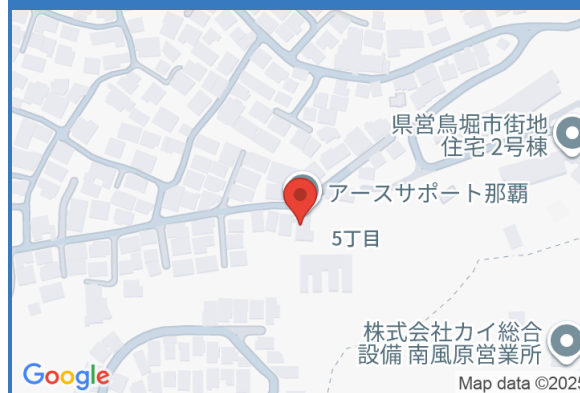 県営鳥堀市街地
住宅 2号棟
アースサポート那覇
5丁目
株式会社カイ総合
設備 南風原営業所
Google
Map data ©2025